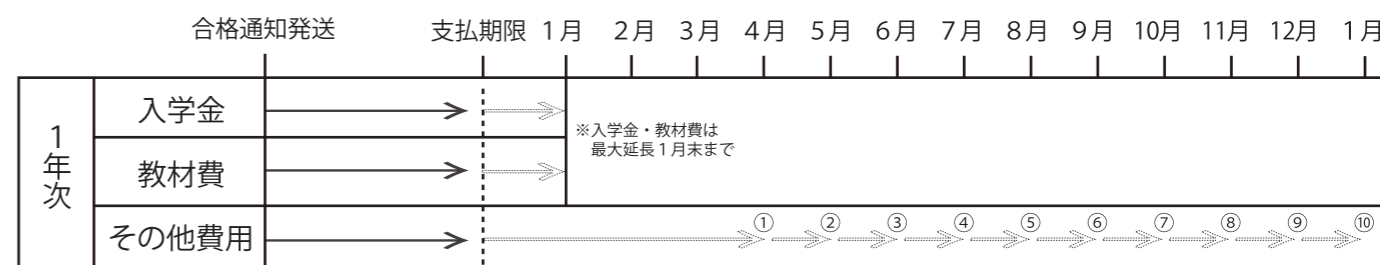 合格通知発送 支払期限 1月 2月 3月 4月 5月 6月 7月 8月 9月 10月 11月 12月 1月
1年次
入学金
※入学金・教材費は
最大延長1月末まで
教材費
その他費用 ① ② ③ ④ ⑤ ⑥ ⑦ ⑧ ⑨ ⑩